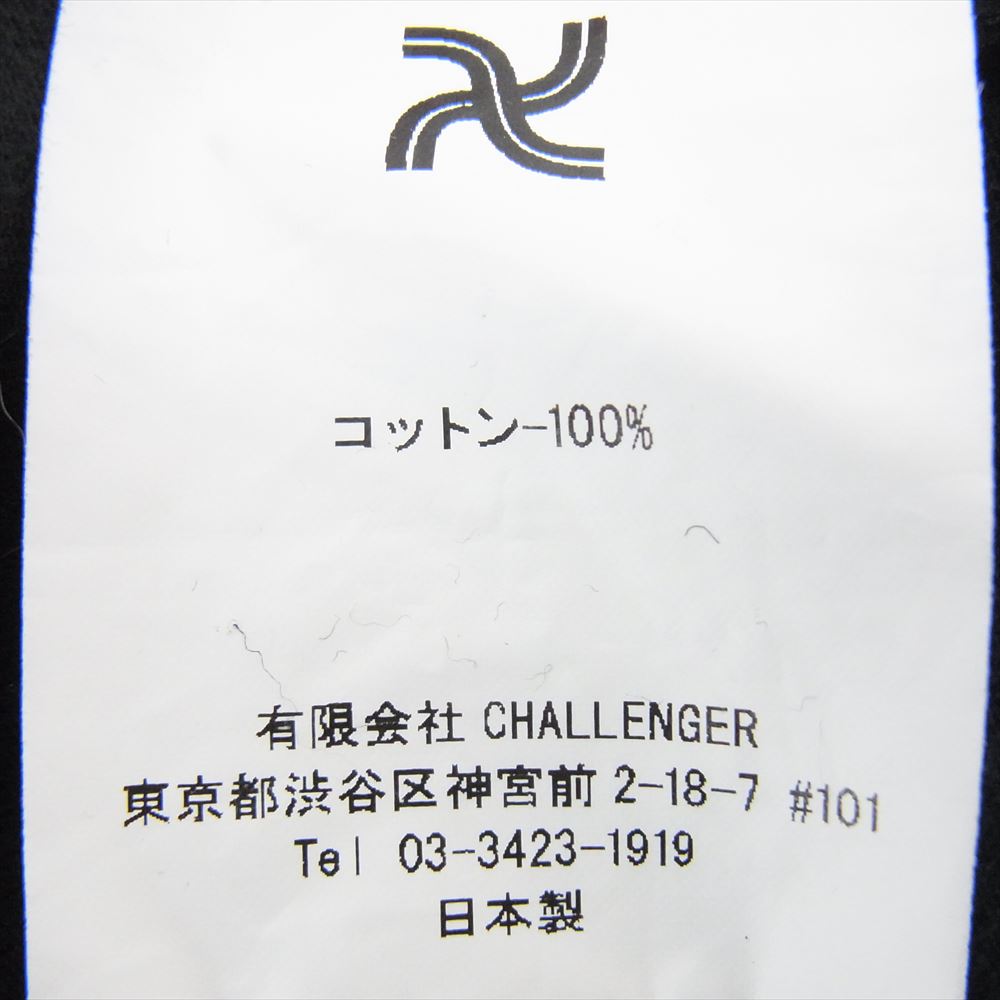 コットン-100%
有限会社 CHALLENGER
東京都渋谷区神宮前 2-18-7 #101
Tel 03-3423-1919
日本製